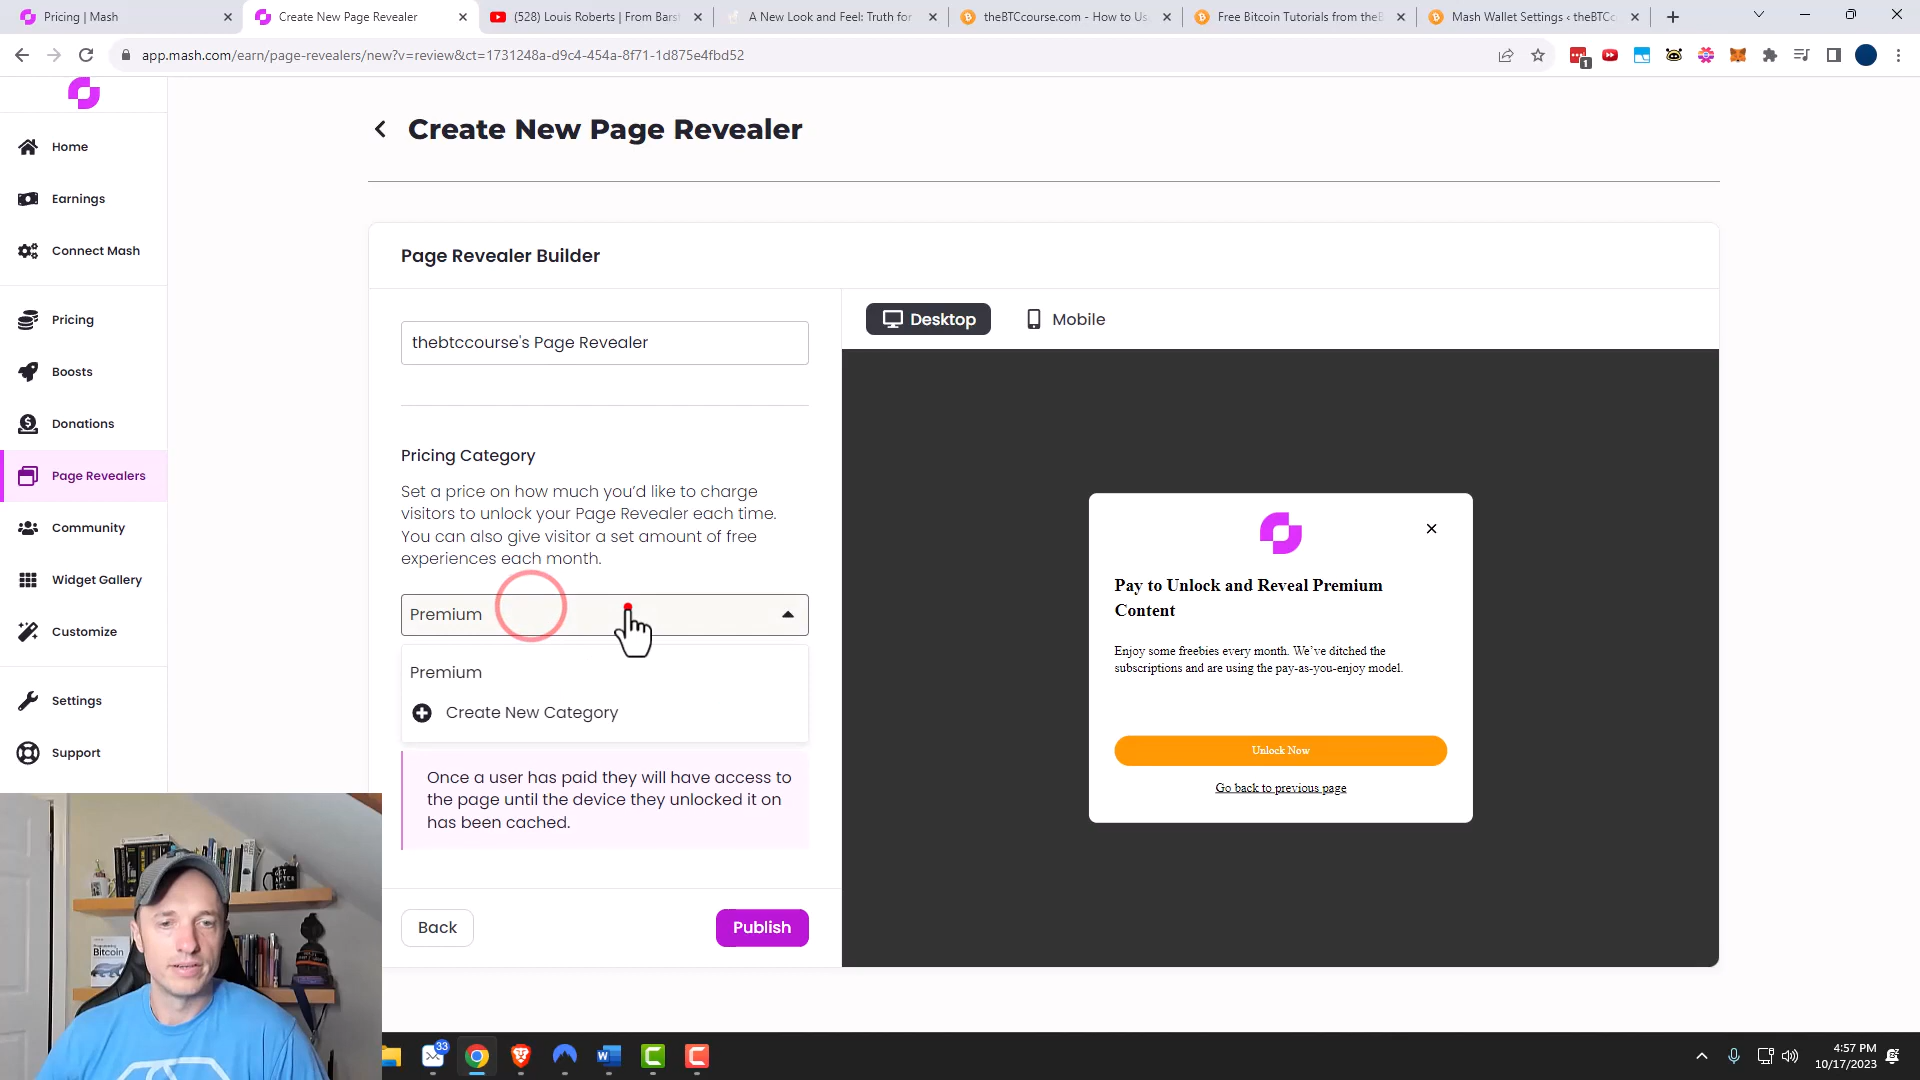 Pricing | Mash
Create New Page Revealer
(528) Louis Roberts | From Barst
A New Look and Feel: Truth for
theBTCcourse.com - How to Us
Free Bitcoin Tutorials from theB
Mash Wallet Settings ‹ theBTCc
app.mash.com/earn/page-revealers/new?v=review&ct=1731248a-d9c4-454a-8f71-1d875e4fbd52
1
Home
Earnings
Connect Mash
Pricing
Boosts
Donations
Page Revealers
Community
Widget Gallery
Customize
Settings
Support
Create New Page Revealer
Page Revealer Builder
thebtccourse's Page Revealer
Pricing Category
Set a price on how much you'd like to charge
visitors to unlock your Page Revealer each time.
You can also give visitor a set amount of free
experiences each month.
Premium
Premium
Create New Category
Once a user has paid they will have access to
the page until the device they unlocked it on
has been cached.
Back
Publish
Desktop
Mobile
Pay to Unlock and Reveal Premium
Content
Enjoy some freebies every month. We've ditched the
subscriptions and are using the pay-as-you-enjoy model.
Unlock Now
Go back to previous page
GET
AFTER
IT
Bitcoin
33
4:57 PM
10/17/2023